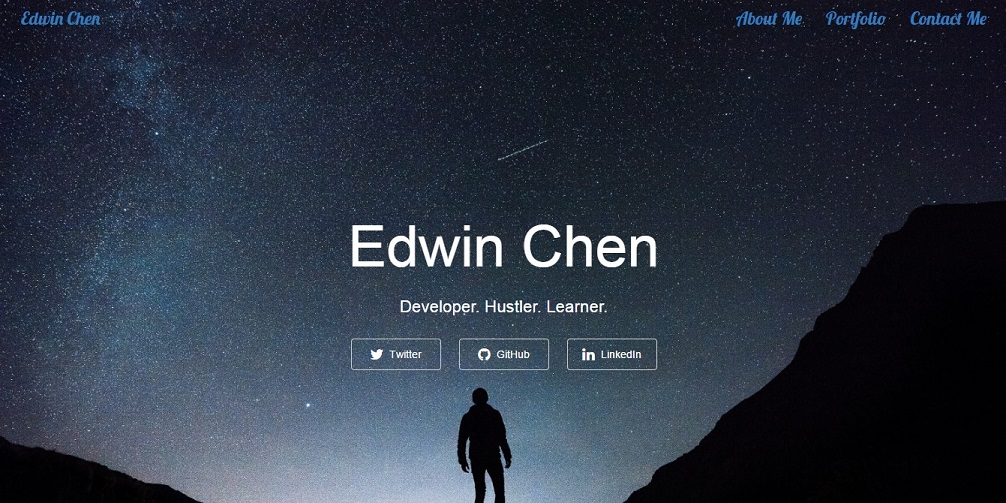 Edwin Chen
About Me
Portfolio
Contact Me
Edwin Chen
Developer. Hustler. Learner.
Twitter
GitHub
LinkedIn